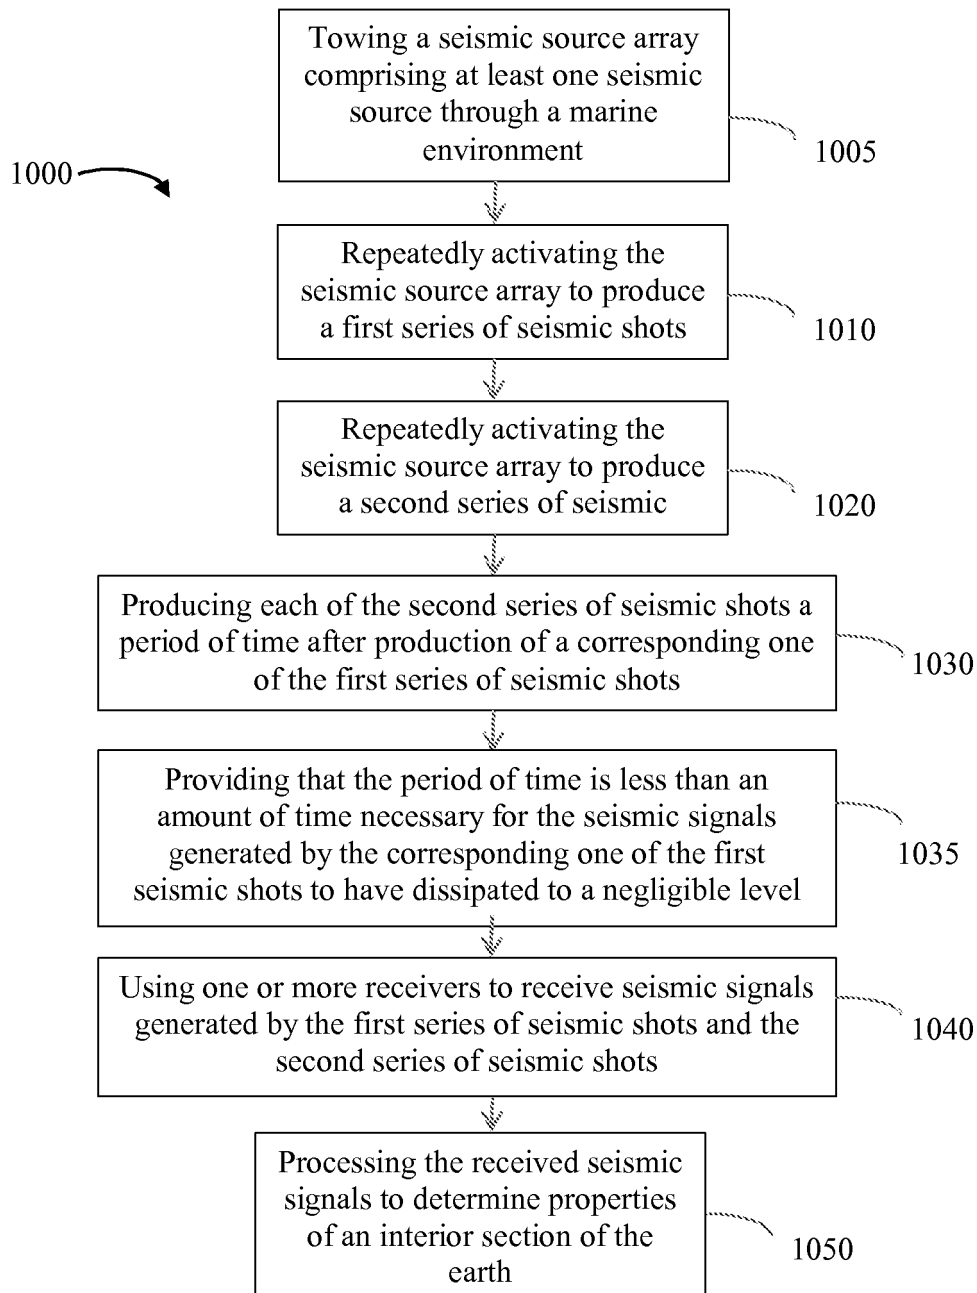 Towing a seismic source array
comprising at least one seismic
source through a marine
environment
1005
1000
Repeatedly activating the
seismic source array to produce
a first series of seismic shots
1010
Repeatedly activating the
seismic source array to produce
a second series of seismic
1020
Producing each of the second series of seismic shots a
period of time after production of a corresponding one
of the first series of seismic shots
1030
Providing that the period of time is less than an
amount of time necessary for the seismic signals
generated by the corresponding one of the first
seismic shots to have dissipated to a negligible level
1035
Using one or more receivers to receive seismic signals
generated by the first series of seismic shots and the
second series of seismic shots
1040
Processing the received seismic
signals to determine properties
of an interior section of the
earth
1050